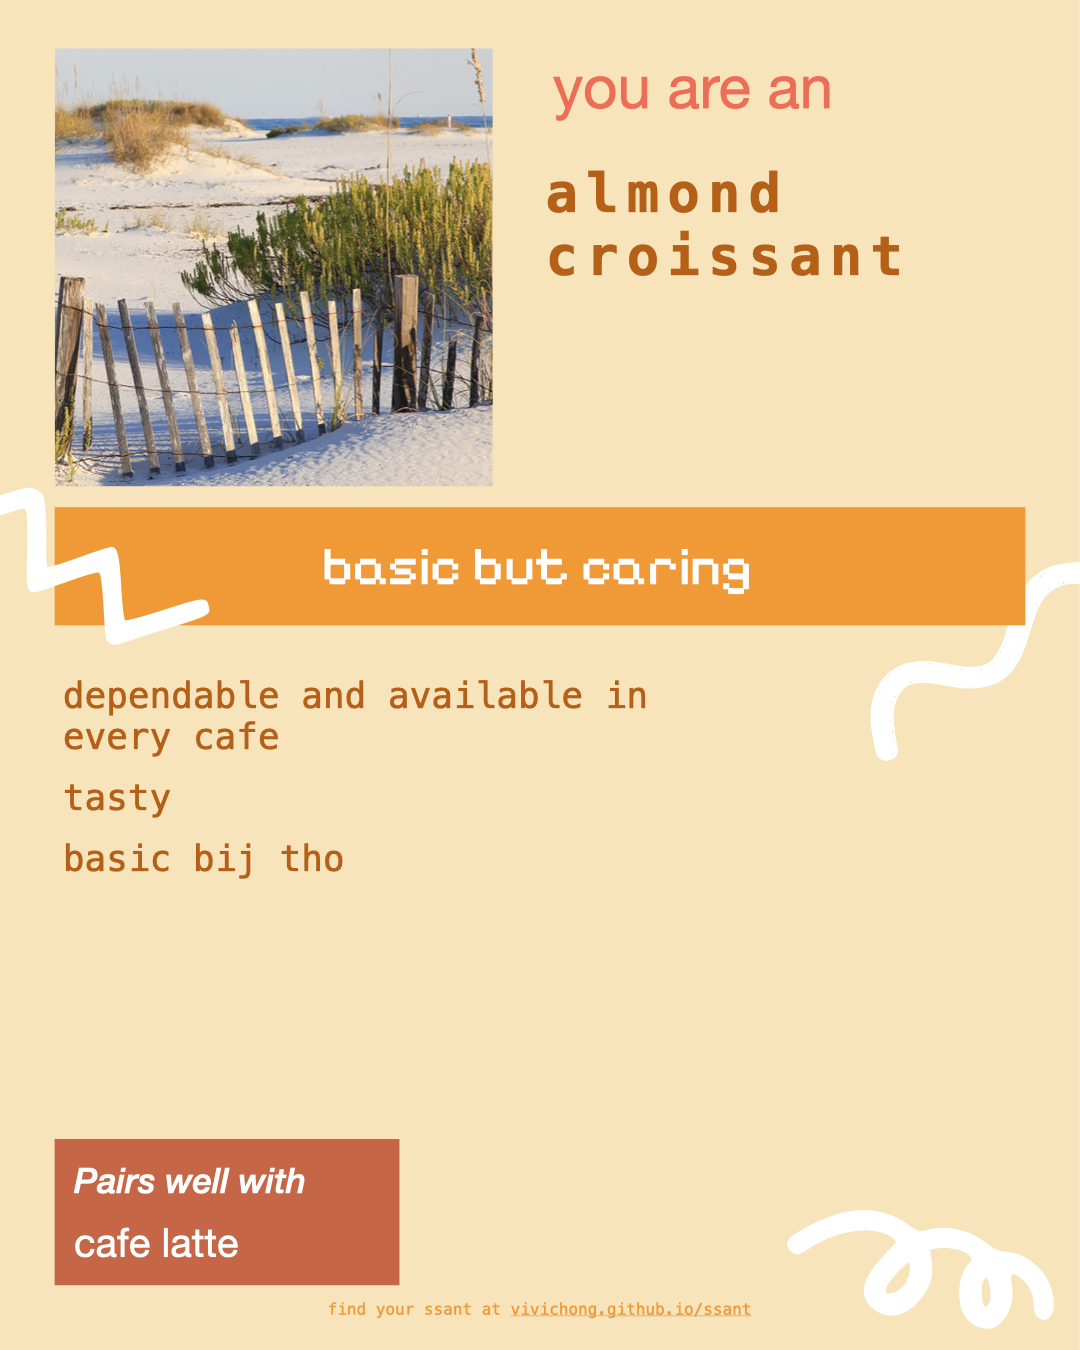 you are an
almond
croissant
basic but caring
dependable and available in
every cafe
tasty
basic bij tho
Pairs well with
cafe latte
find your ssant at vivichong.github.io/ssant